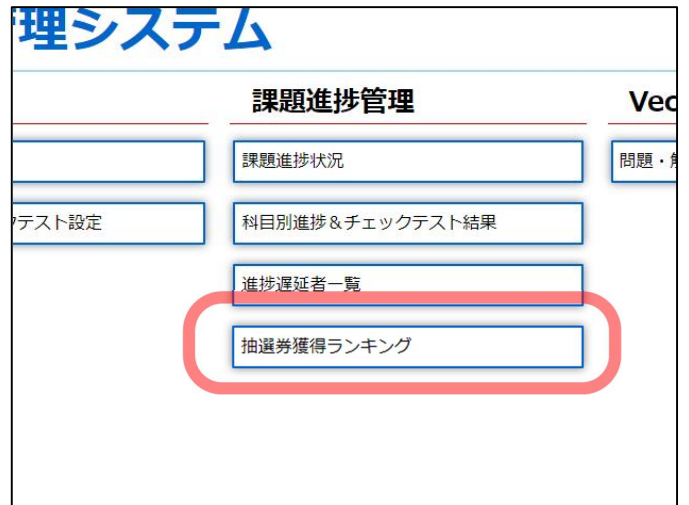 理システム
課題進捗管理
Vec
課題進捗状況
問題・
テスト設定
科目別進捗＆チェックテスト結果
進捗遅延者一覧
抽選券獲得ランキング